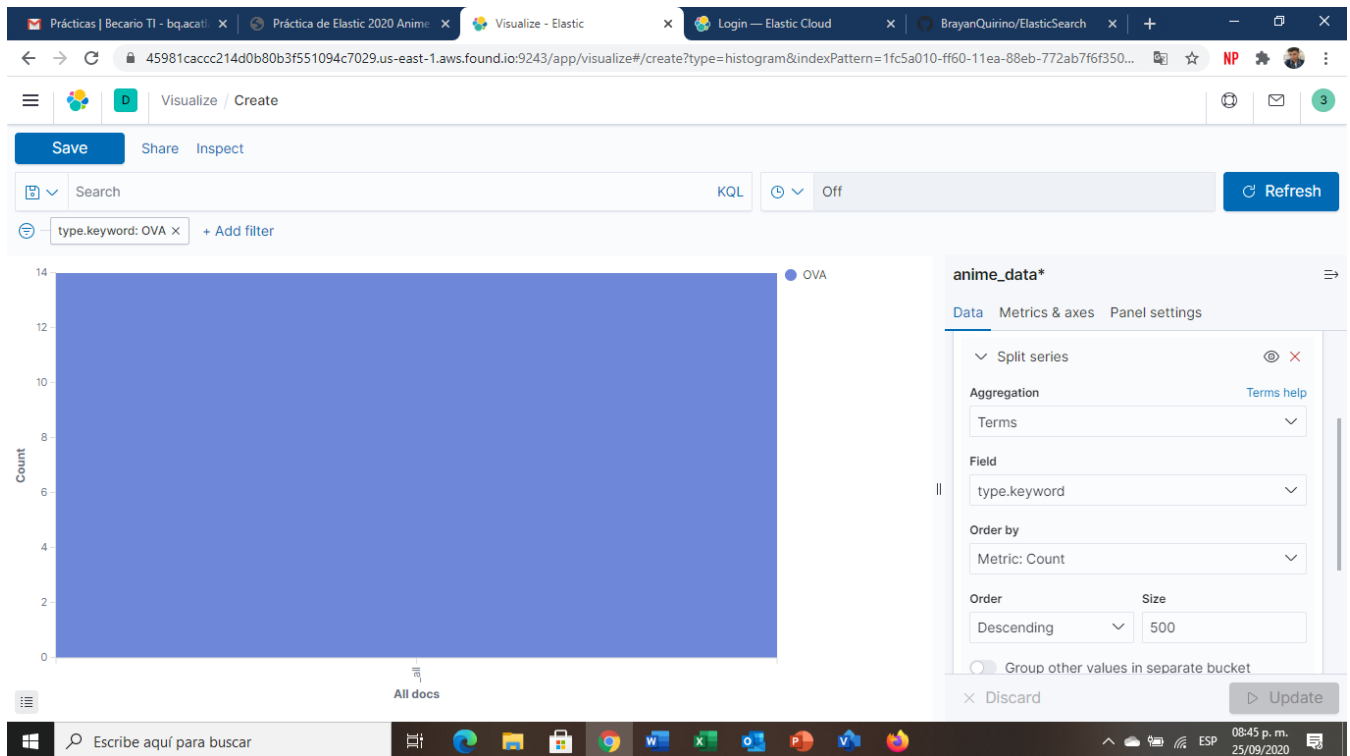 Prácticas | Becario TI - bq.acatl
Práctica de Elastic 2020 Anime
Visualize - Elastic
Login — Elastic Cloud
BrayanQuirino/ElasticSearch
45981caccc214d0b80b3f551094c7029.us-east-1.aws.found.io:9243/app/visualize#/create?type=histogram&indexPattern=1fc5a010-ff60-11ea-88eb-772ab7f6f350...
NP
D
Visualize / Create
3
Save
Share
Inspect
Search
KQL
Off
Refresh
type.keyword: OVA ×
+ Add filter
14
12
10
8
6
4
2
0
Count
_all
All docs
OVA
anime_data*
Data
Metrics & axes
Panel settings
Split series
Aggregation
Terms help
Terms
Field
type.keyword
Order by
Metric: Count
Order
Size
Descending
500
Group other values in separate bucket
Discard
Update
Escribe aquí para buscar
ESP
08:45 p. m.
25/09/2020